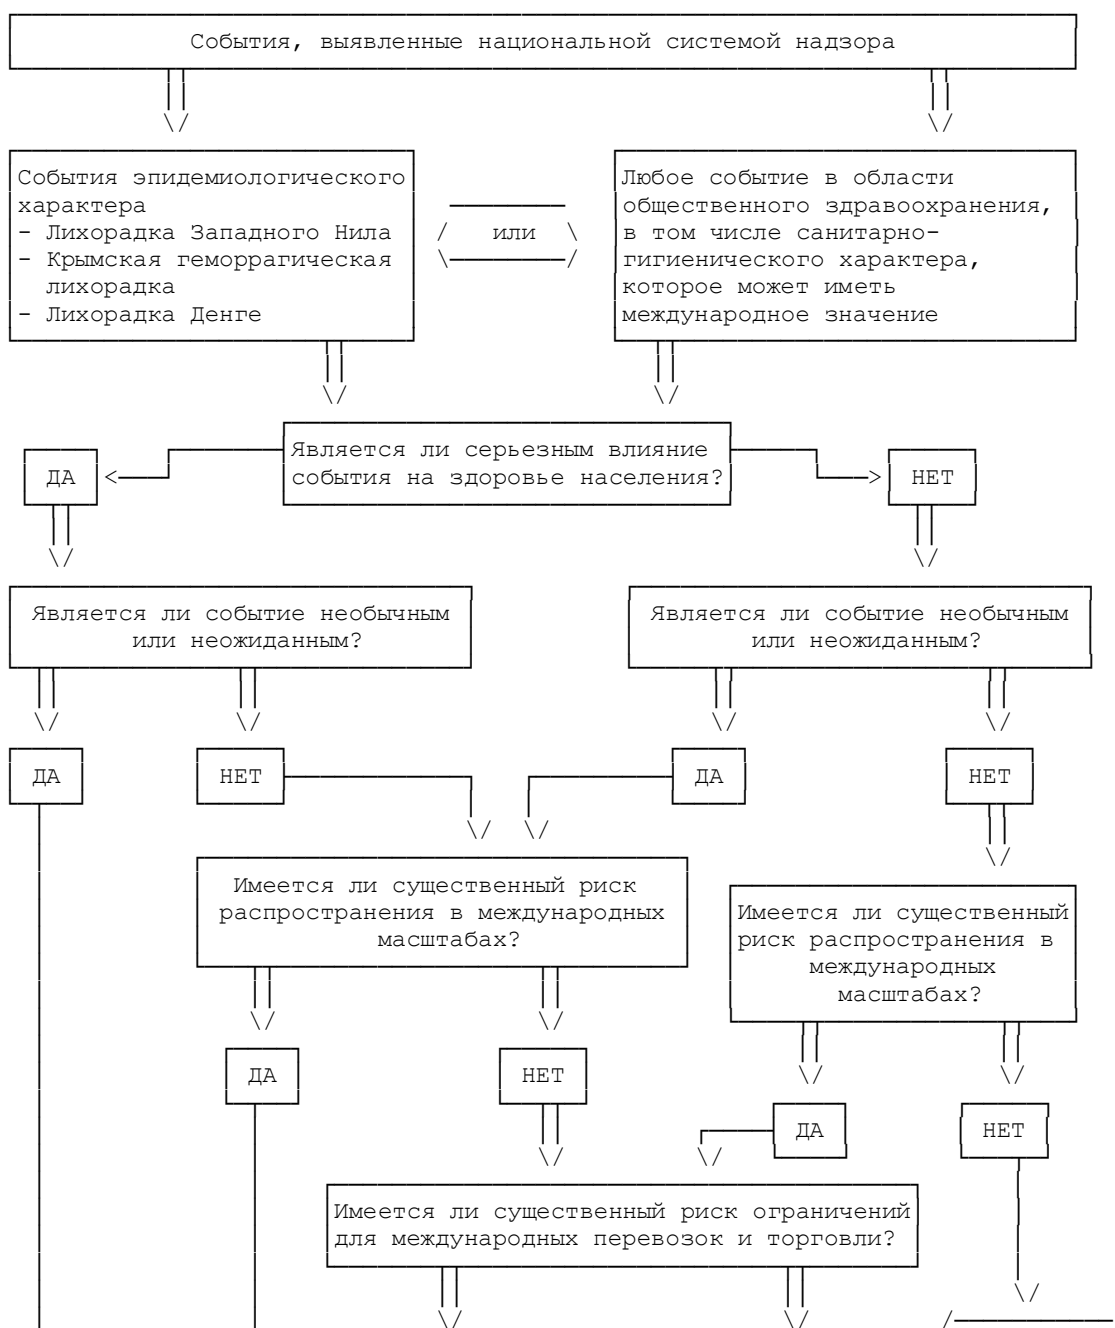 События, выявленные национальной системой надзора
События эпидемиологического
характера
- Лихорадка Западного Нила
- Крымская геморрагическая
лихорадка
- Лихорадка Денге
или
Любое событие в области
общественного здравоохранения,
в том числе санитарно-
гигиенического характера,
которое может иметь
международное значение
Является ли серьезным влияние
события на здоровье населения?
ДА
НЕТ
Является ли событие необычным
или неожиданным?
Является ли событие необычным
или неожиданным?
ДА
НЕТ
ДА
НЕТ
Имеется ли существенный риск
распространения в международных
масштабах?
Имеется ли существенный
риск распространения в
международных
масштабах?
ДА
НЕТ
ДА
НЕТ
Имеется ли существенный риск ограничений
для международных перевозок и торговли?